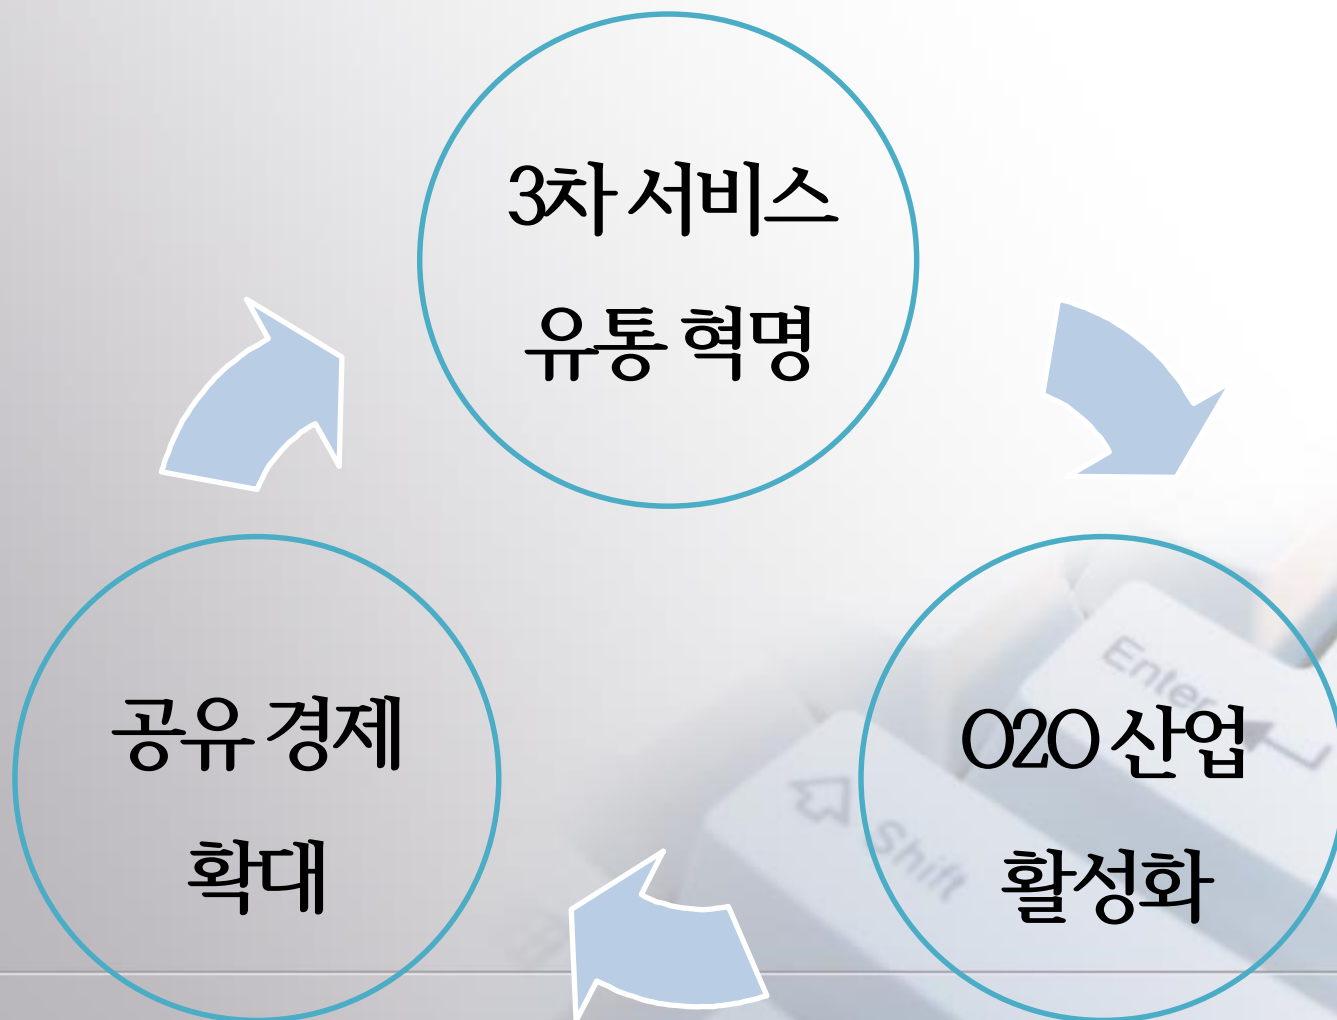 3차 서비스
유통 혁명
공유 경제
확대
O2O 산업
활성화
Enter
Shift